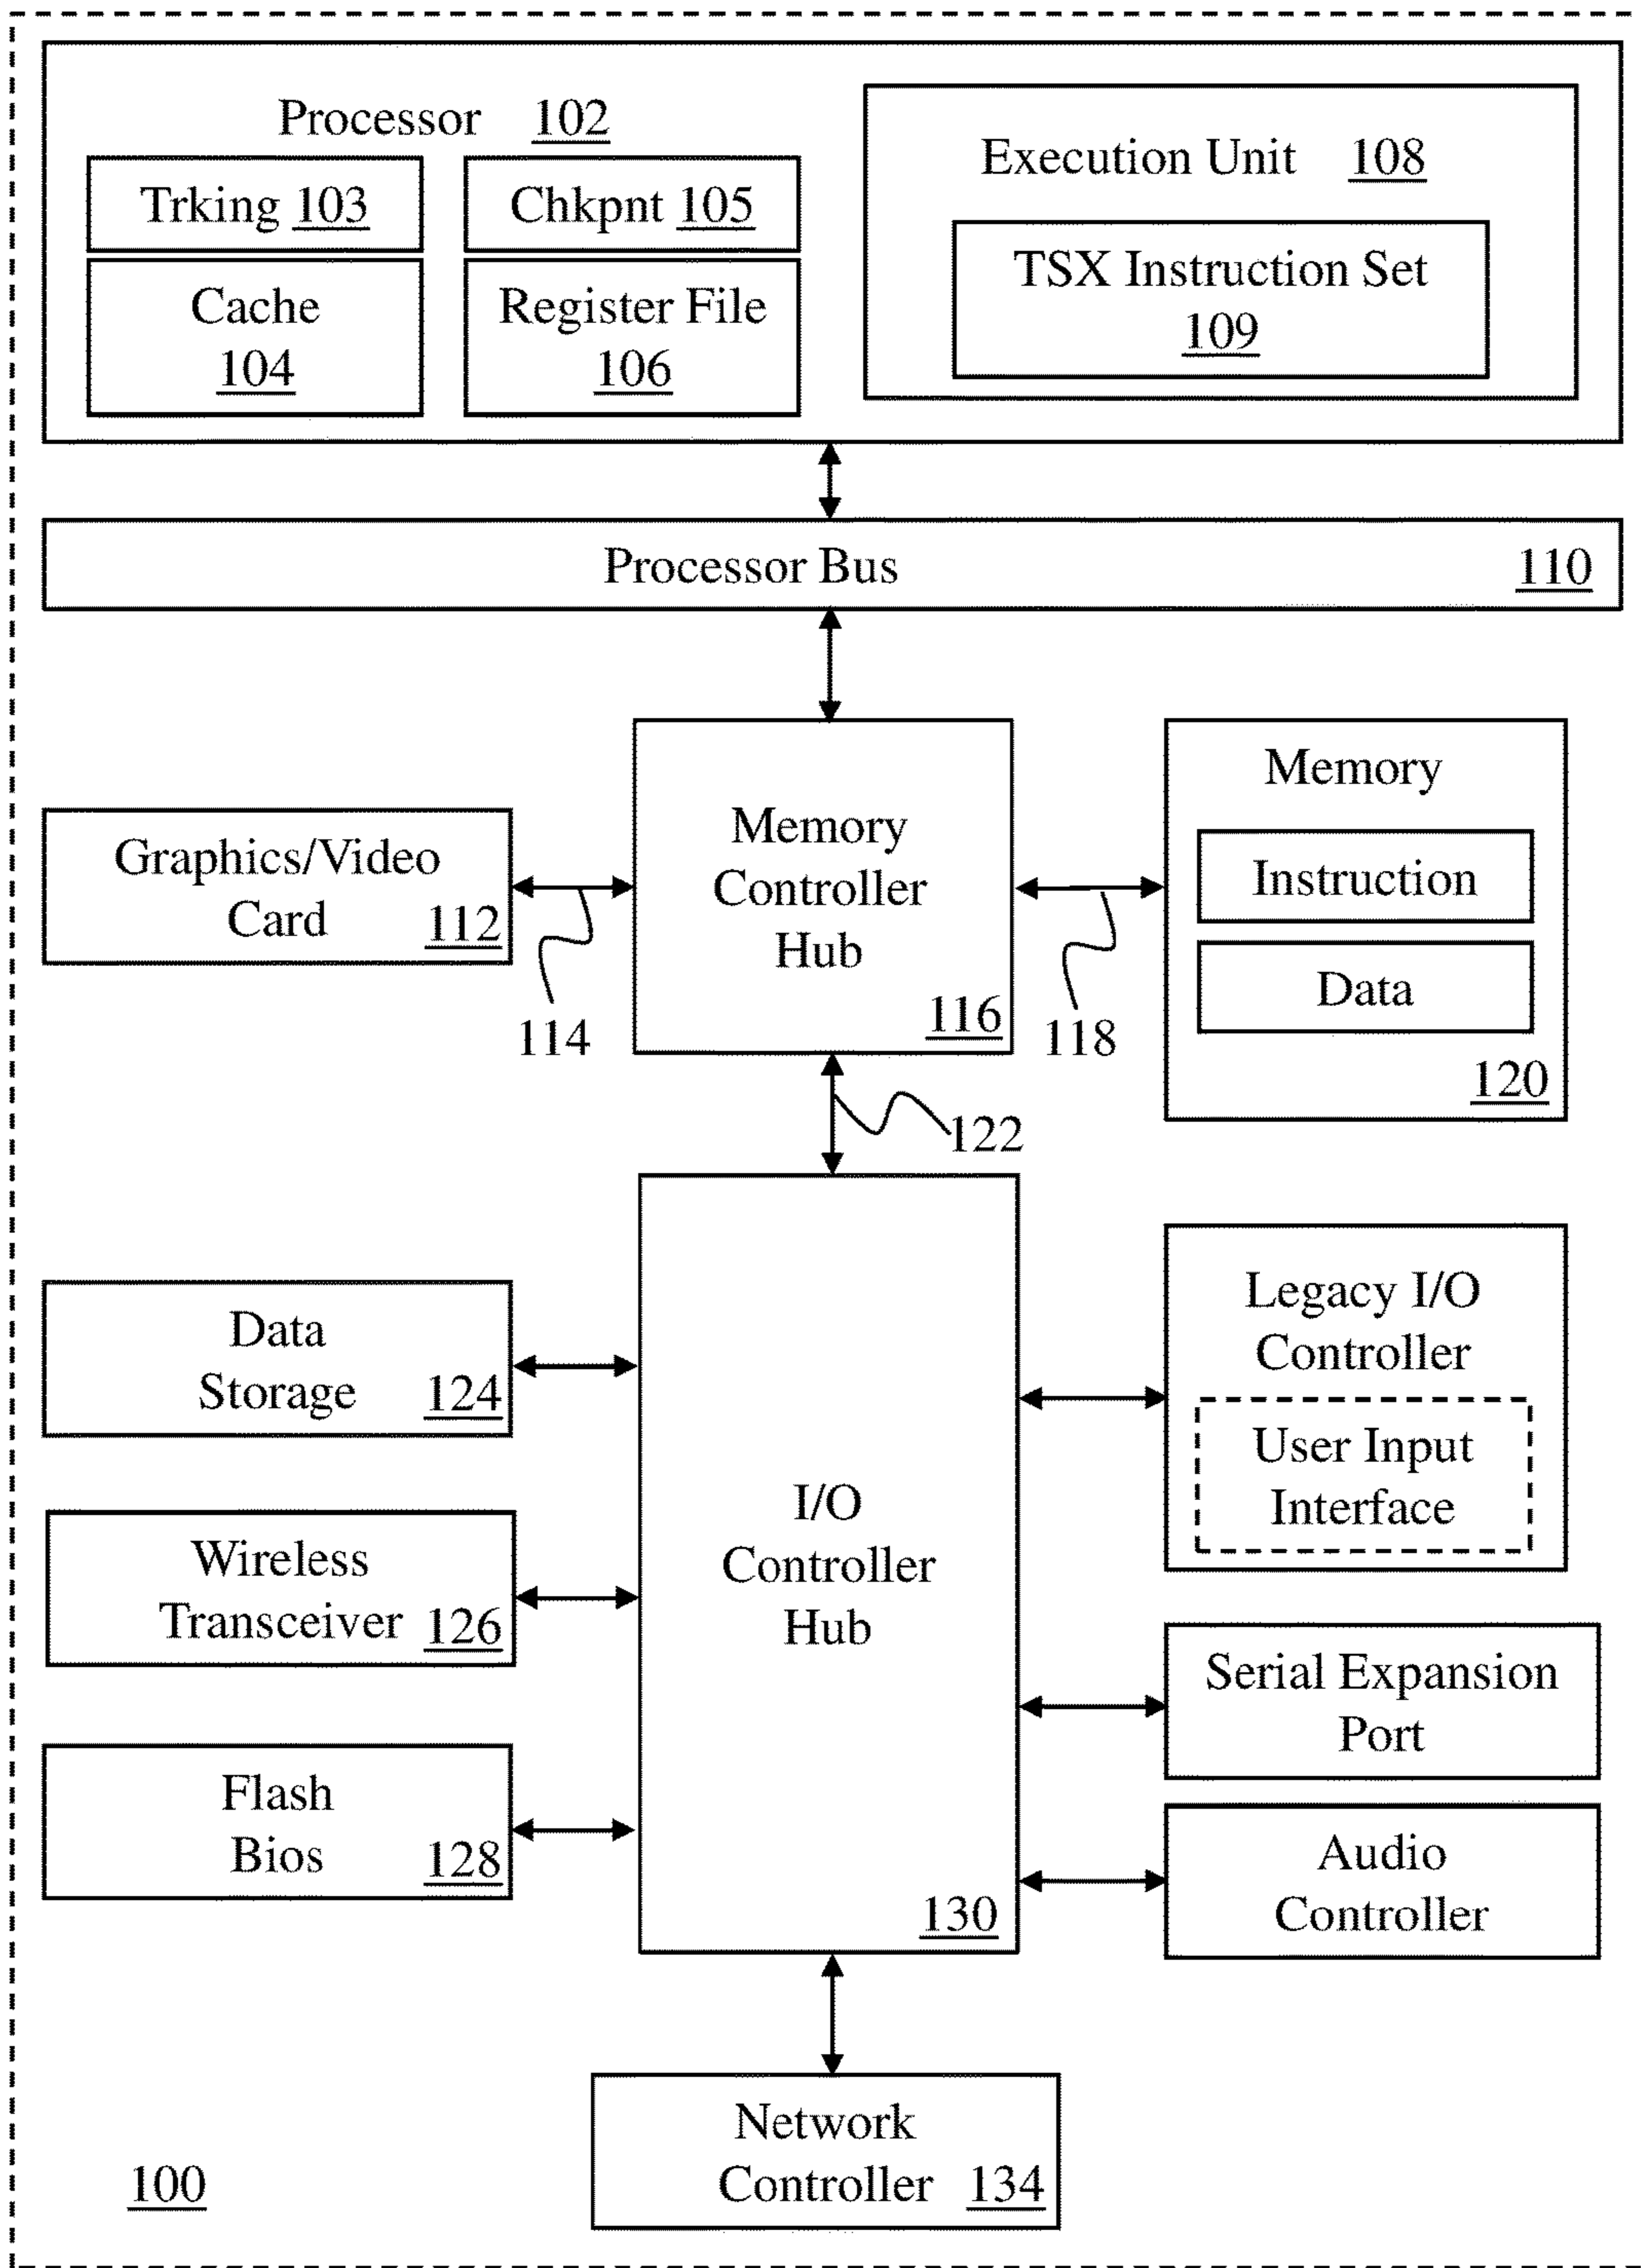 Processor 102
Trking 103
Chkpnt 105
Cache
104
Register File
106
Execution Unit 108
TSX Instruction Set
109
Processor Bus 110
Graphics/Video
Card 112
114
Memory
Controller
Hub
116
118
Memory
Instruction
Data
120
122
Data
Storage 124
Wireless
Transceiver 126
Flash
Bios 128
I/O
Controller
Hub
130
Legacy I/O
Controller
User Input
Interface
Serial Expansion
Port
Audio
Controller
Network
Controller 134
100